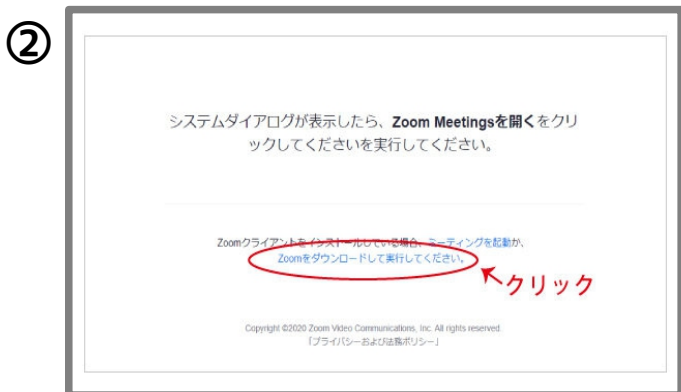 ②
システムダイアログが表示したら、Zoom Meetingsを開くをクリ
ックしてくださいを実行してください。
Zoomクライアントをインストールしている場合、ミーティングを起動か、
Zoomをダウンロードして実行してください。
クリック
Copyright ©2020 Zoom Video Communications, Inc. All rights reserved.
「プライバシーおよび法務ポリシー」